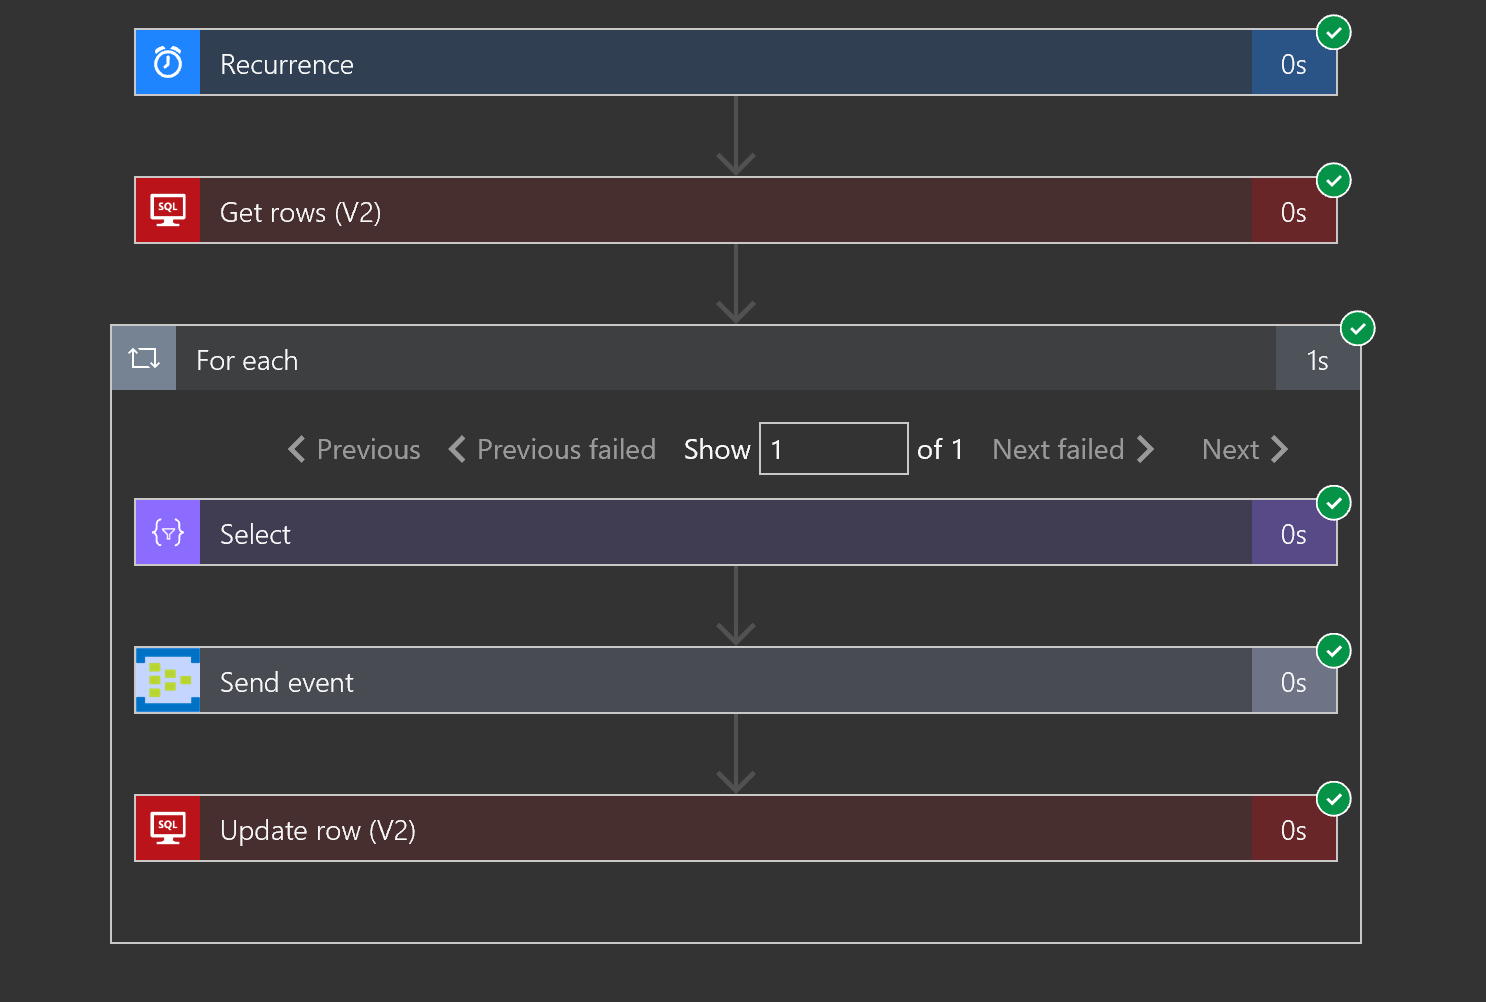 Recurrence 0s
SQL Get rows (V2) 0s
For each 1s
Previous Previous failed Show 1 of 1 Next failed Next
Select 0s
Send event 0s
SQL Update row (V2) 0s